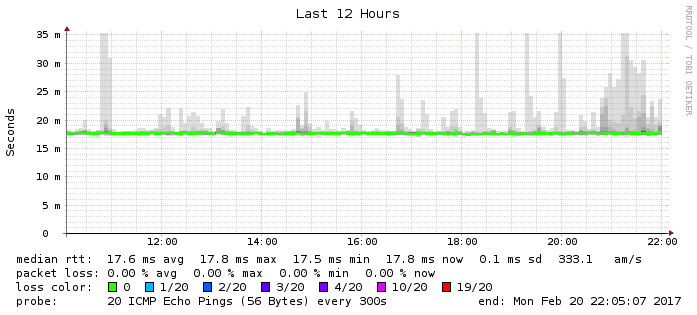 Last 12 Hours
RRDTOOL / TOBI OETIKER
Seconds
35 m
30 m
25 m
20 m
15 m
10 m
5 m
0
12:00 14:00 16:00 18:00 20:00 22:00
median rtt: 17.6 ms avg 17.8 ms max 17.5 ms min 17.8 ms now 0.1 ms sd 333.1 am/s
packet loss: 0.00 % avg 0.00 % max 0.00 % min 0.00 % now
loss color: 0 1/20 2/20 3/20 4/20 10/20 19/20
probe: 20 ICMP Echo Pings (56 Bytes) every 300s end: Mon Feb 20 22:05:07 2017